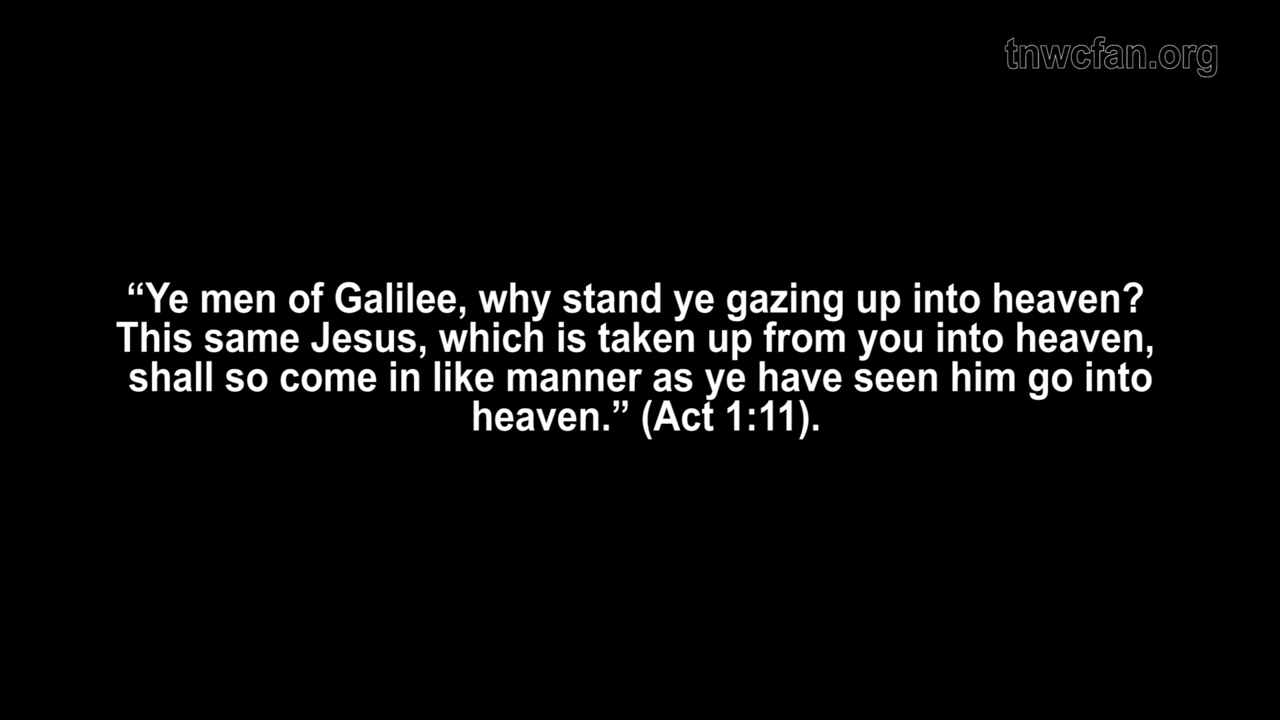 tnwcfan.org
“Ye men of Galilee, why stand ye gazing up into heaven?
This same Jesus, which is taken up from you into heaven,
shall so come in like manner as ye have seen him go into
heaven.” (Act 1:11).